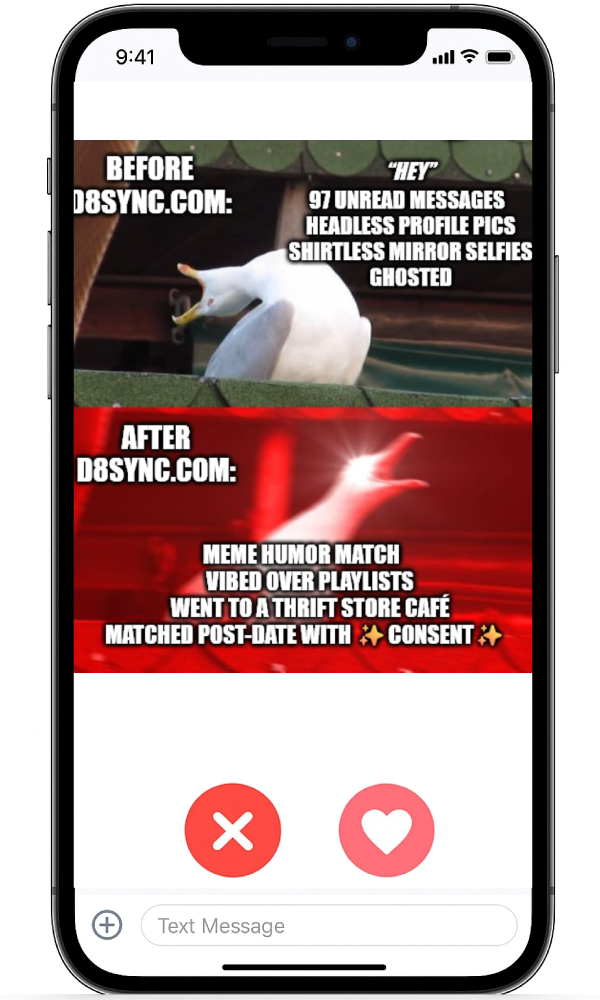 9:41
BEFORE
D8SYNC.COM:
“HEY”
97 UNREAD MESSAGES
HEADLESS PROFILE PICS
SHIRTLESS MIRROR SELFIES
GHOSTED
AFTER
D8SYNC.COM:
MEME HUMOR MATCH
VIBED OVER PLAYLISTS
WENT TO A THRIFT STORE CAFÉ
MATCHED POST-DATE WITH ✨ CONSENT ✨
Text Message